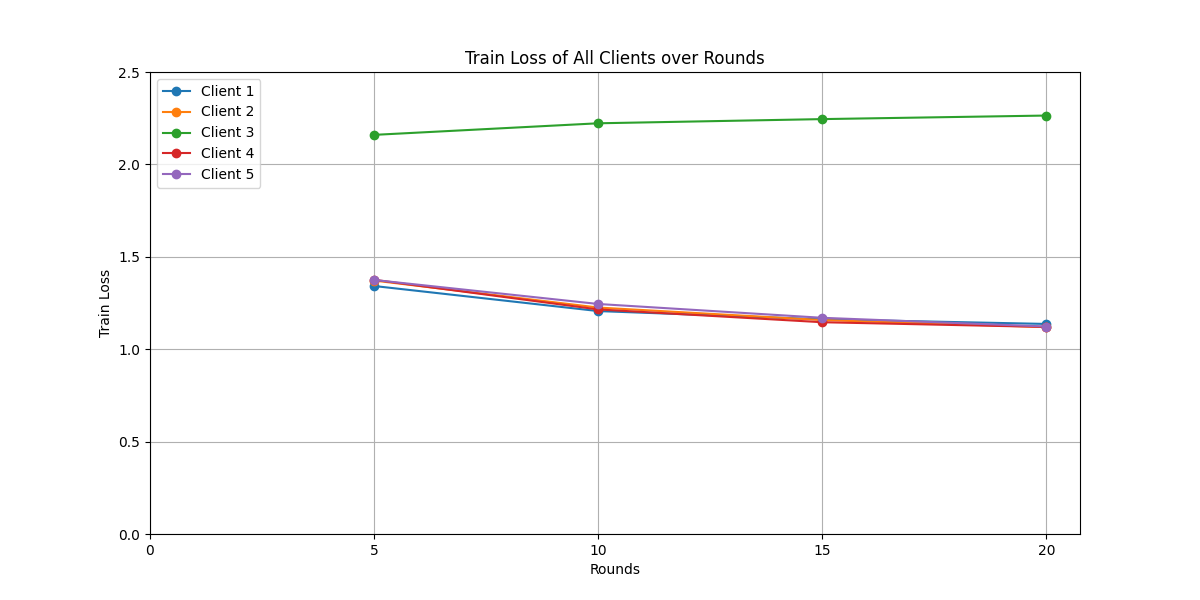 Train Loss of All Clients over Rounds
2.5
2.0
1.5
1.0
0.5
0.0
Train Loss
Client 1
Client 2
Client 3
Client 4
Client 5
0 5 10 15 20
Rounds